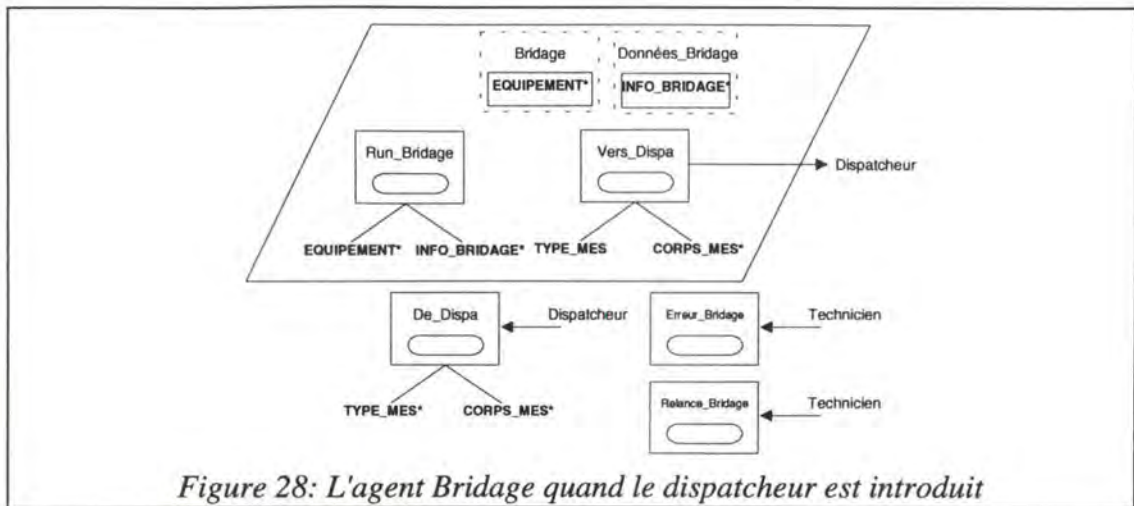 Bridage
Données_Bridage
EQUIPEMENT*
INFO_BRIDAGE*
Run_Bridage
Vers_Dispa
Dispatcheur
EQUIPEMENT*
INFO_BRIDAGE*
TYPE_MES
CORPS_MES*
De_Dispa
Dispatcheur
Erreur_Bridage
Technicien
TYPE_MES*
CORPS_MES*
Relance_Bridage
Technicien
Figure 28: L'agent Bridage quand le dispatcheur est introduit